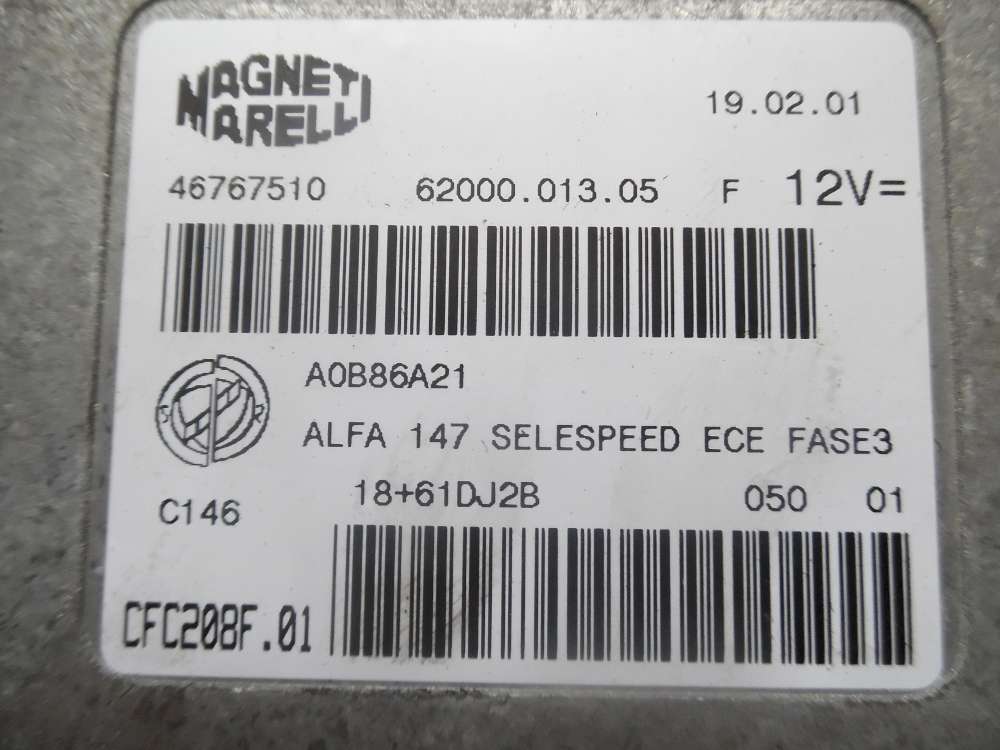 MAGNETI
MARELLI
19.02.01
46767510 62000.013.05 F 12V=
A0B86A21
ALFA 147 SELESPEED ECE FASE3
18+61DJ2B 050 01
C146
CFC208F.01